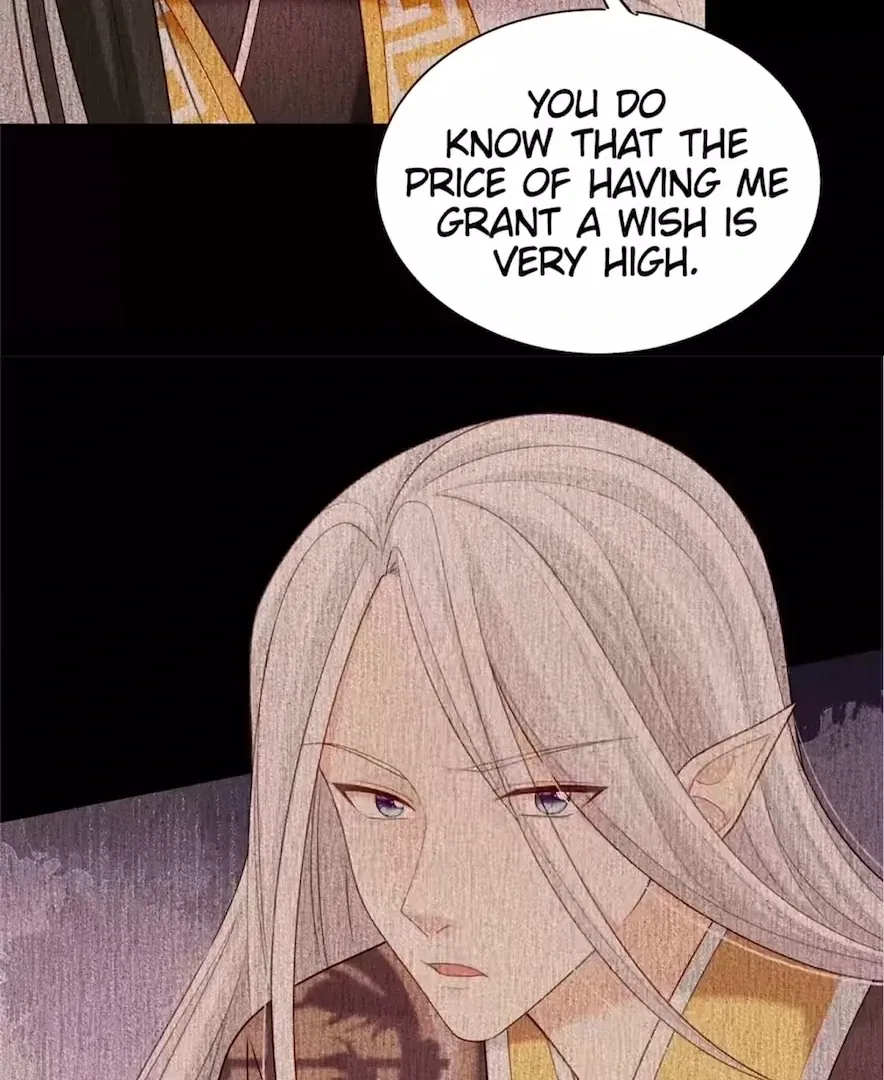 YOU DO
KNOW THAT THE
PRICE OF HAVING ME
GRANT A WISH IS
VERY HIGH.